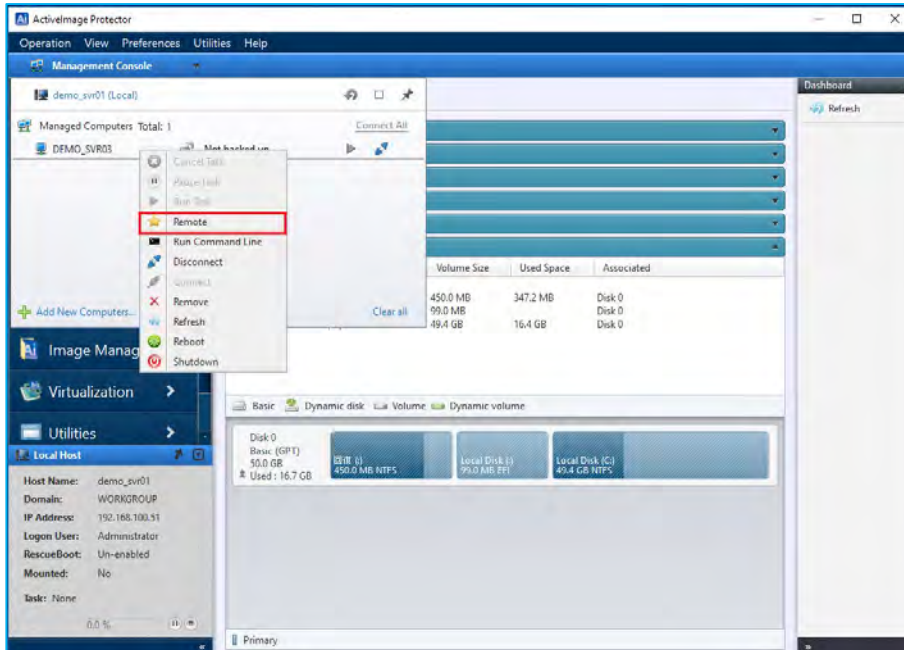 ActiveImage Protector
Operation View Preferences Utilities Help
Management Console
Dashboard
demo_svr01 (Local)
Refresh
Managed Computers Total: 1 Connect All
DEMO_SVR03 Not backed up
Cancel Task
Pause Task
Run Task
Remote
Run Command Line
Disconnect
Connect
Remove
Refresh
Reboot
Shutdown
Add New Computers... Clear all
Volume Size Used Space Associated
450.0 MB 347.2 MB Disk 0
99.0 MB Disk 0
49.4 GB 16.4 GB Disk 0
Image Manag
Virtualization
Utilities
Basic Dynamic disk Volume Dynamic volume
Disk 0
Basic (GPT)
50.0 GB
Used : 16.7 GB
(:)
450.0 MB NTFS
Local Disk (:)
99.0 MB EFI
Local Disk (C:)
49.4 GB NTFS
Local Host
Host Name: demo_svr01
Domain: WORKGROUP
IP Address: 192.168.100.51
Logon User: Administrator
RescueBoot: Un-enabled
Mounted: No
Task: None
0.0 %
Primary